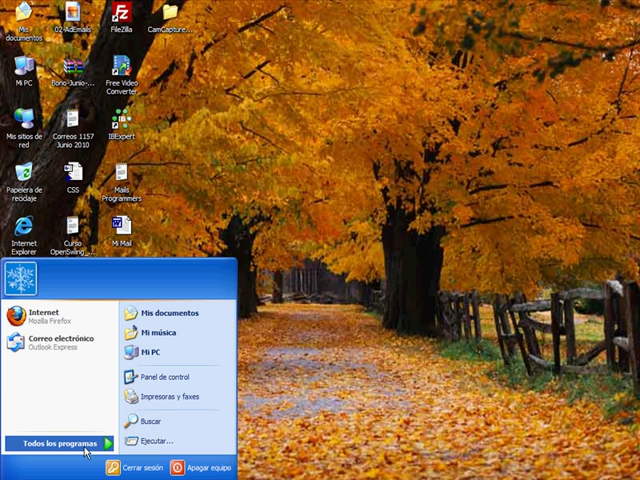 Mis documentos
02-AdEmails
FileZilla
CamCapture...
Mi PC
Bono-Junio-...
Free Video Converter
Mis sitios de red
Correos 1157 Junio 2010
IBExpert
Papelera de reciclaje
CSS
Mails Programmers
Internet Explorer
Curso OpenSwing_...
Mi Mail
Internet
Mozilla Firefox
Correo electrónico
Outlook Express
Todos los programas
Mis documentos
Mi música
Mi PC
Panel de control
Impresoras y faxes
Buscar
Ejecutar...
Cerrar sesión
Apagar equipo